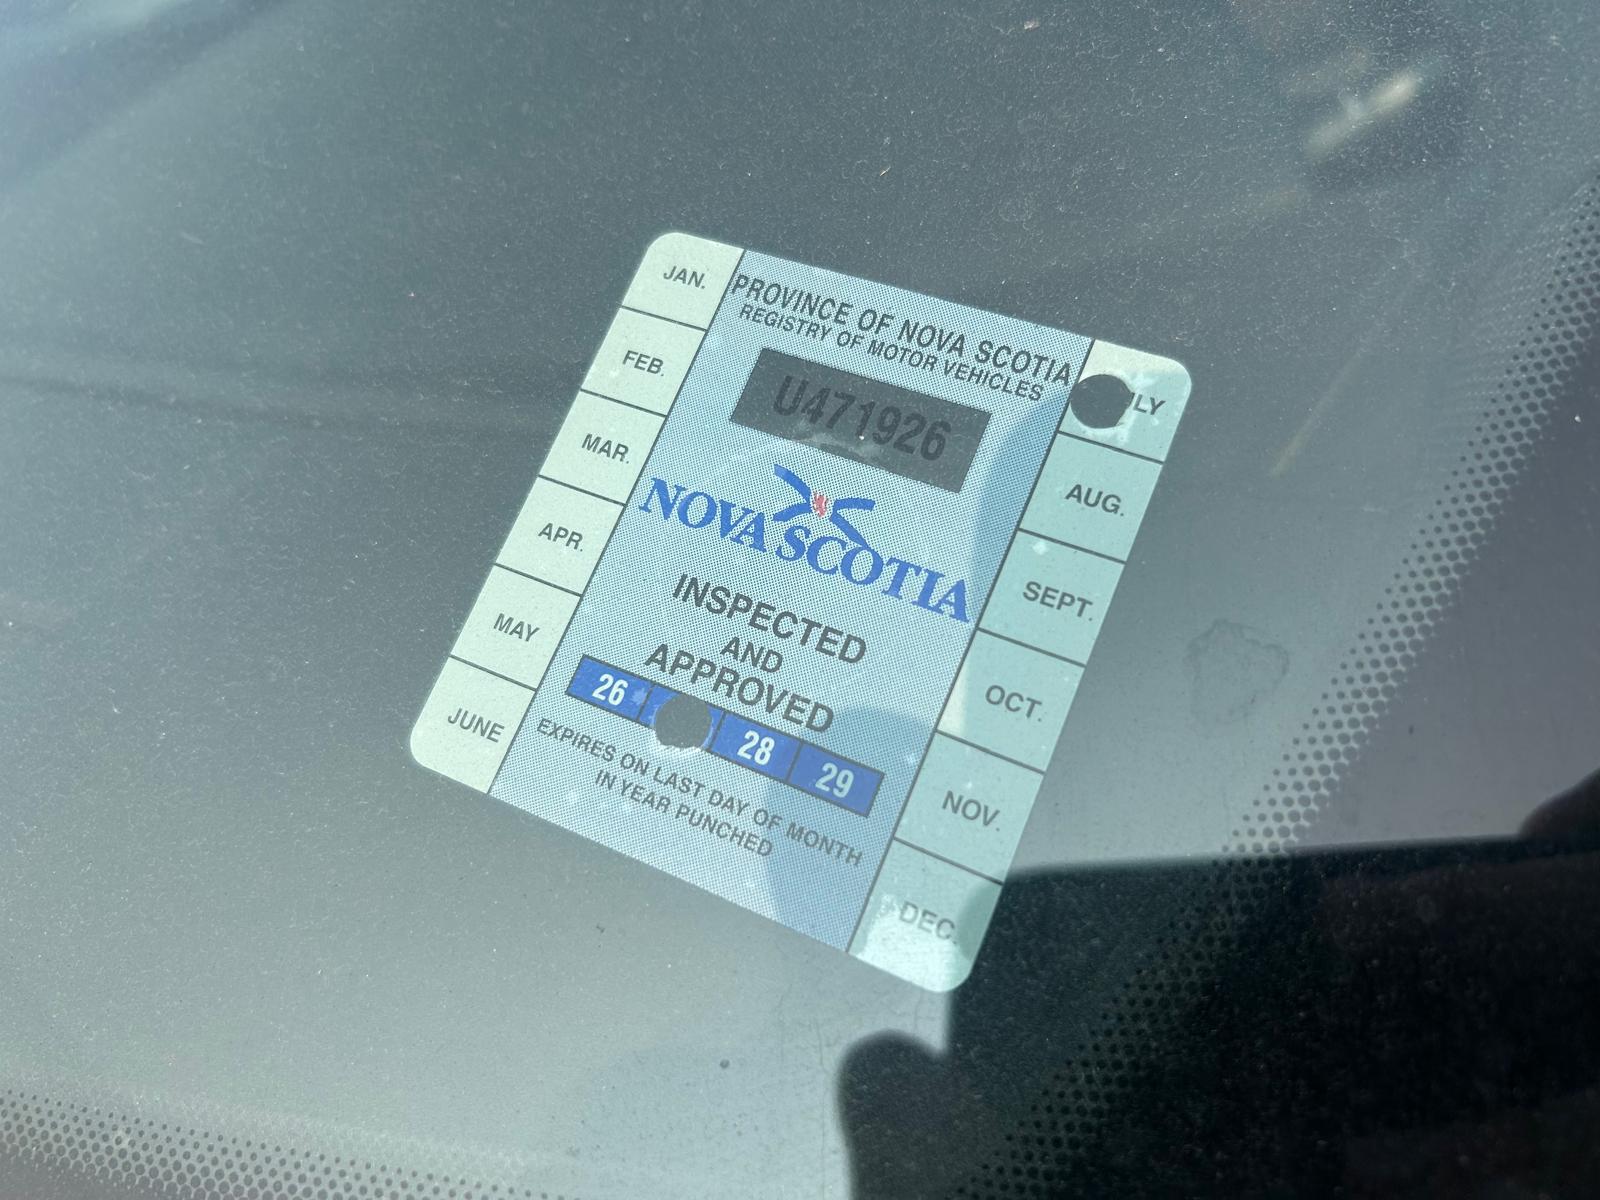 JAN.
FEB.
MAR.
APR.
MAY
JUNE
PROVINCE OF NOVA SCOTIA
REGISTRY OF MOTOR VEHICLES
U471926
NOVA SCOTIA
INSPECTED
AND
APPROVED
26 28 29
EXPIRES ON LAST DAY OF MONTH
IN YEAR PUNCHED
LY
AUG.
SEPT.
OCT.
NOV.
DEC.